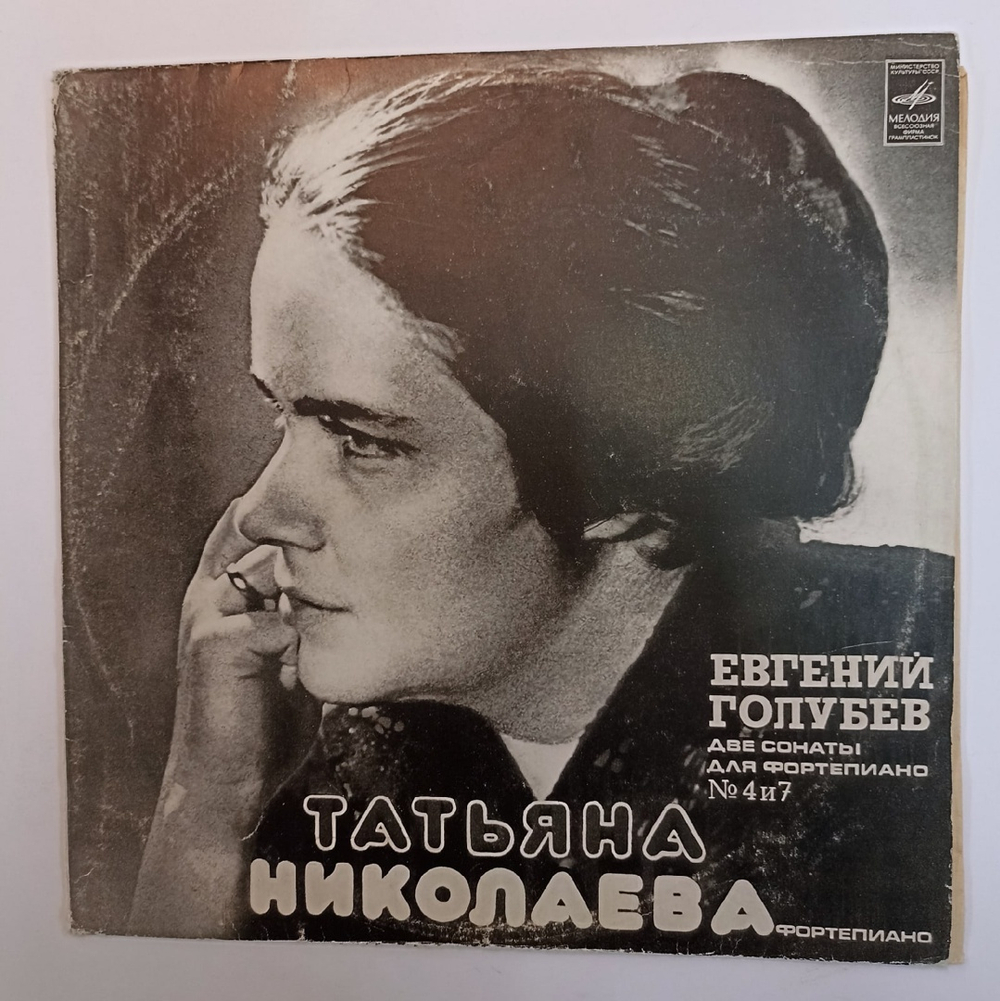 МИНИСТЕРСТВО
КУЛЬТУРЫ СССР
МЕЛОДИЯ
ВСЕСОЮЗНАЯ
ФИРМА
ГРАМПЛАСТИНОК
ЕВГЕНИЙ
ГОЛУБЕВ
ДВЕ СОНАТЫ
ДЛЯ ФОРТЕПИАНО
№ 4 и 7
ТАТЬЯНА
НИКОЛАЕВА
ФОРТЕПИАНО